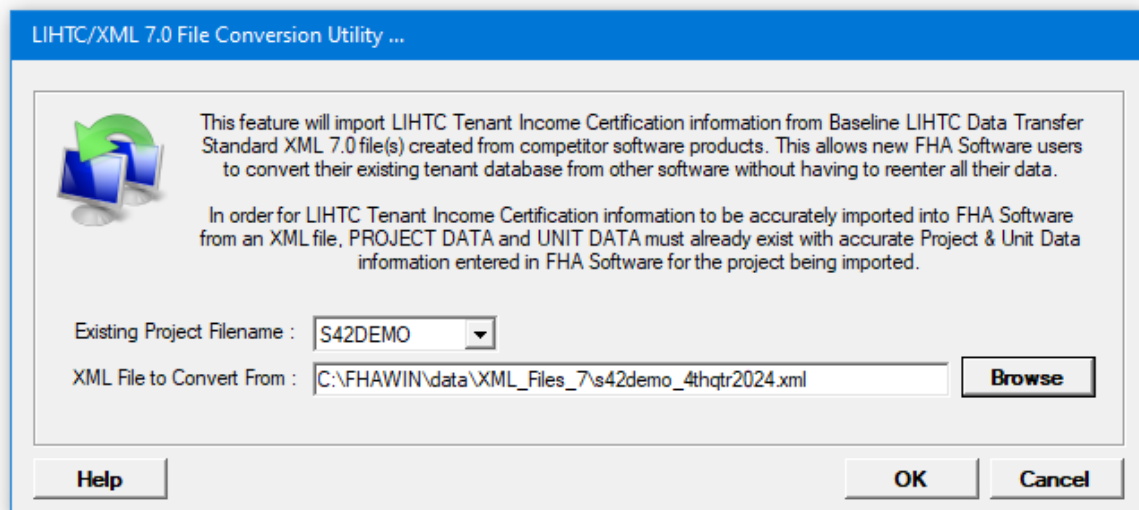 LIHTC/XML 7.0 File Conversion Utility ...
This feature will import LIHTC Tenant Income Certification information from Baseline LIHTC Data Transfer
Standard XML 7.0 file(s) created from competitor software products. This allows new FHA Software users
to convert their existing tenant database from other software without having to reenter all their data.
In order for LIHTC Tenant Income Certification information to be accurately imported into FHA Software
from an XML file, PROJECT DATA and UNIT DATA must already exist with accurate Project & Unit Data
information entered in FHA Software for the project being imported.
Existing Project Filename : S42DEMO
XML File to Convert From : C:\FHAWIN\data\XML_Files_7\s42demo_4thqtr2024.xml Browse
Help OK Cancel